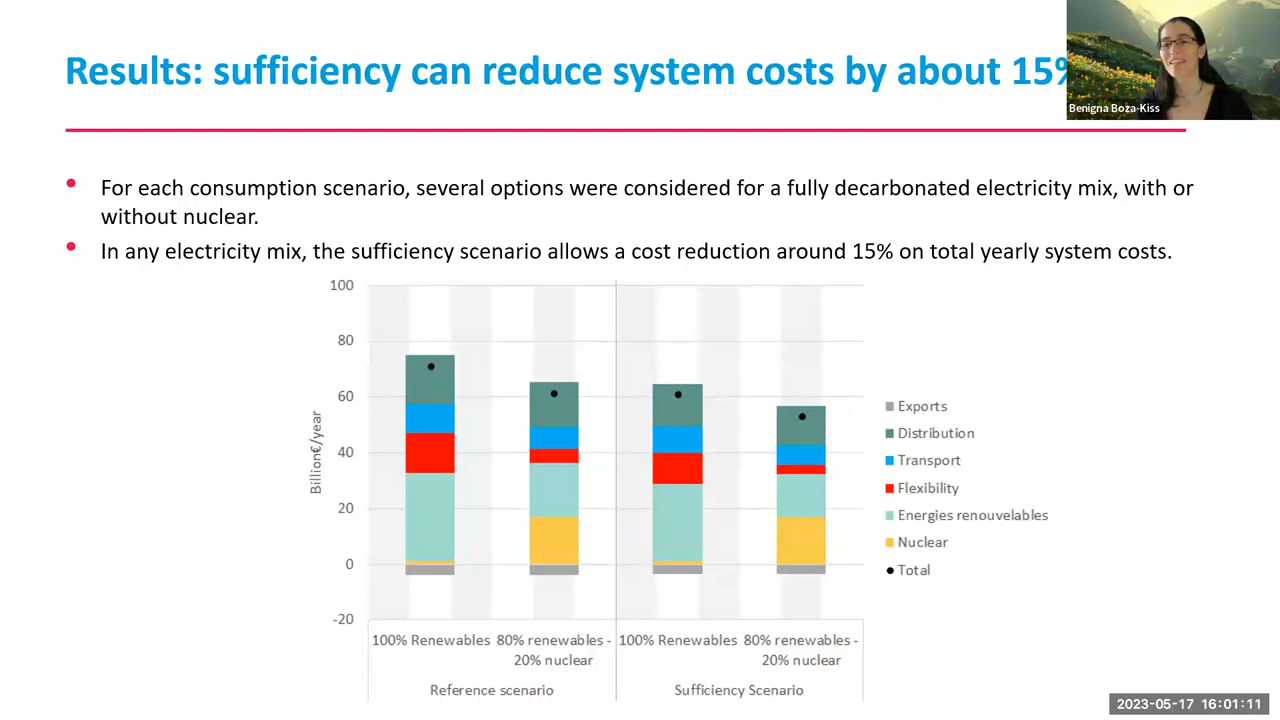 Results: sufficiency can reduce system costs by about 15%
Benigna Boza-Kiss
• For each consumption scenario, several options were considered for a fully decarbonated electricity mix, with or
without nuclear.
• In any electricity mix, the sufficiency scenario allows a cost reduction around 15% on total yearly system costs.
Billion€/year
100
80
60
40
20
0
-20
Exports
Distribution
Transport
Flexibility
Energies renouvelables
Nuclear
Total
100% Renewables 80% renewables - 100% Renewables 80% renewables -
20% nuclear 20% nuclear
Reference scenario Sufficiency Scenario
2023-05-17 16:01:11